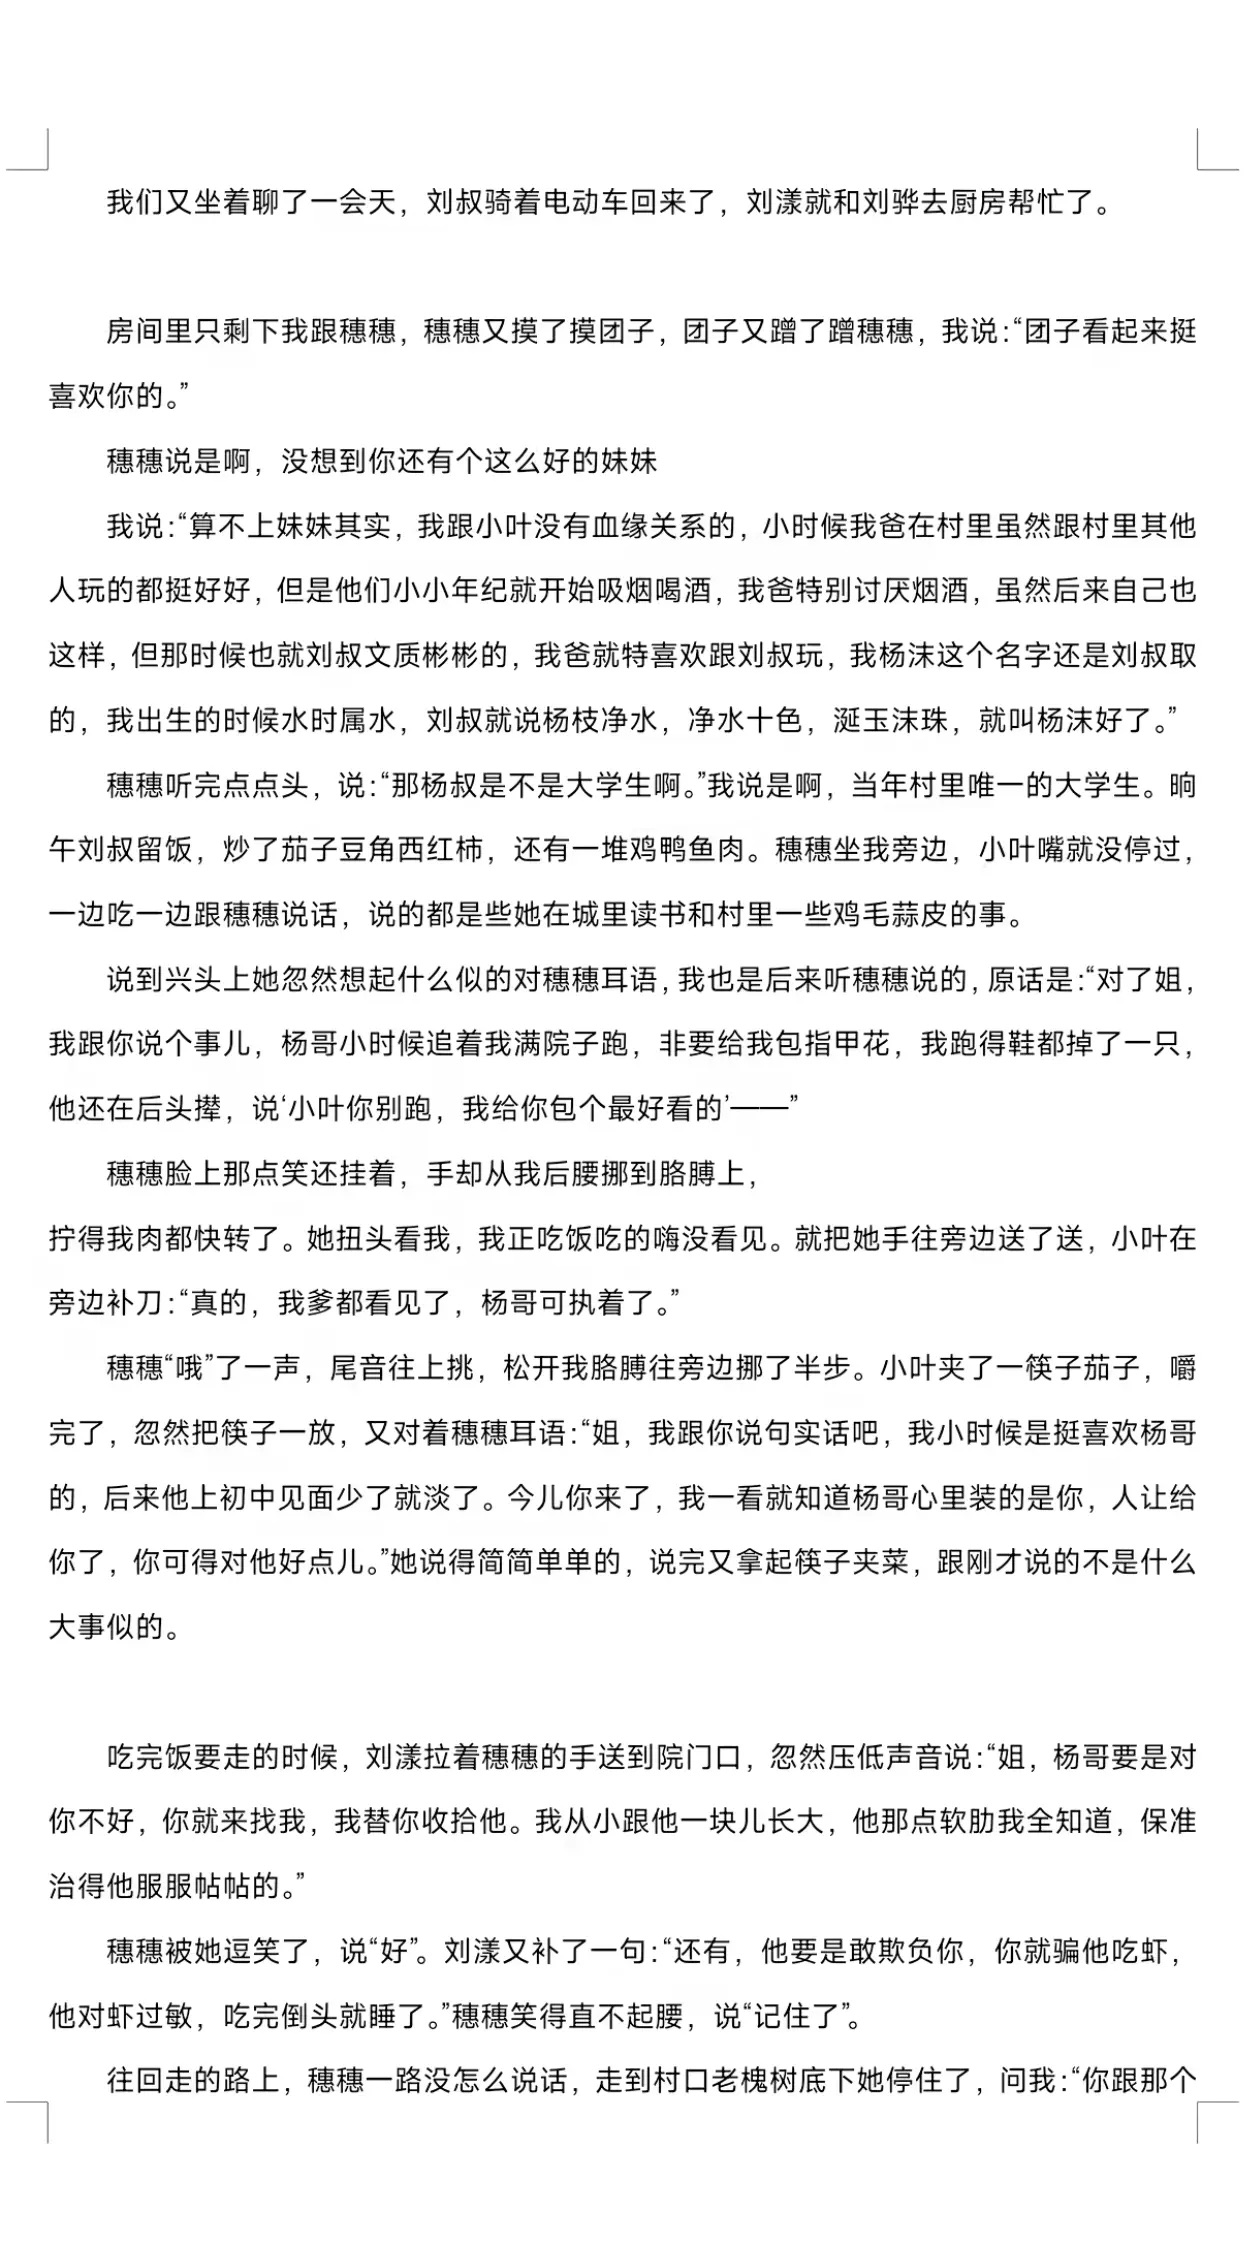 我们又坐着聊了一会天，刘叔骑着电动车回来了，刘漾就和刘骅去厨房帮忙了。
房间里只剩下我跟穗穗，穗穗又摸了摸团子，团子又蹭了蹭穗穗，我说：“团子看起来挺
喜欢你的。”
穗穗说是啊，没想到你还有个这么好的妹妹
我说：“算不上妹妹其实，我跟小叶没有血缘关系的，小时候我爸在村里虽然跟村里其他
人玩的都挺好好，但是他们小小年纪就开始吸烟喝酒，我爸特别讨厌烟酒，虽然后来自己也
这样，但那时候也就刘叔文质彬彬的，我爸就特喜欢跟刘叔玩，我杨沫这个名字还是刘叔取
的，我出生的时候水时属水，刘叔就说杨枝净水，净水十色，涎玉沫珠，就叫杨沫好了。”
穗穗听完点点头，说：“那杨叔是不是大学生啊。”我说是啊，当年村里唯一的大学生。晌
午刘叔留饭，炒了茄子豆角西红柿，还有一堆鸡鸭鱼肉。穗穗坐我旁边，小叶嘴就没停过，
一边吃一边跟穗穗说话，说的都是些她在城里读书和村里一些鸡毛蒜皮的事。
说到兴头上她忽然想起什么似的对穗穗耳语，我也是后来听穗穗说的，原话是：“对了姐，
我跟你说个事儿，杨哥小时候追着我满院子跑，非要给我包指甲花，我跑得鞋都掉了一只，
他还在后头撵，说‘小叶你别跑，我给你包个最好看的’——”
穗穗脸上那点笑还挂着，手却从我后腰挪到胳膊上，
拧得我肉都快转了。她扭头看我，我正吃饭吃的嗨没看见。就把她手往旁边送了送，小叶在
旁边补刀：“真的，我爹都看见了，杨哥可执着了。”
穗穗“哦”了一声，尾音往上挑，松开我胳膊往旁边挪了半步。小叶夹了一筷子茄子，嚼
完了，忽然把筷子一放，又对着穗穗耳语：“姐，我跟你说句实话吧，我小时候是挺喜欢杨哥
的，后来他上初中见面少了就淡了。今儿你来了，我一看就知道杨哥心里装的是你，人让给
你了，你可得对他好点儿。”她说得简简单单的，说完又拿起筷子夹菜，跟刚才说的不是什么
大事似的。
吃完饭要走的时候，刘漾拉着穗穗的手送到院门口，忽然压低声音说：“姐，杨哥要是对
你不好，你就来找我，我替你收拾他。我从小跟他一块儿长大，他那点软肋我全知道，保准
治得他服服帖帖的。”
穗穗被她逗笑了，说“好”。刘漾又补了一句：“还有，他要是敢欺负你，你就骗他吃虾，
他对虾过敏，吃完倒头就睡了。”穗穗笑得直不起腰，说“记住了”。
往回走的路上，穗穗一路没怎么说话，走到村口老槐树底下她停住了，问我：“你跟那个